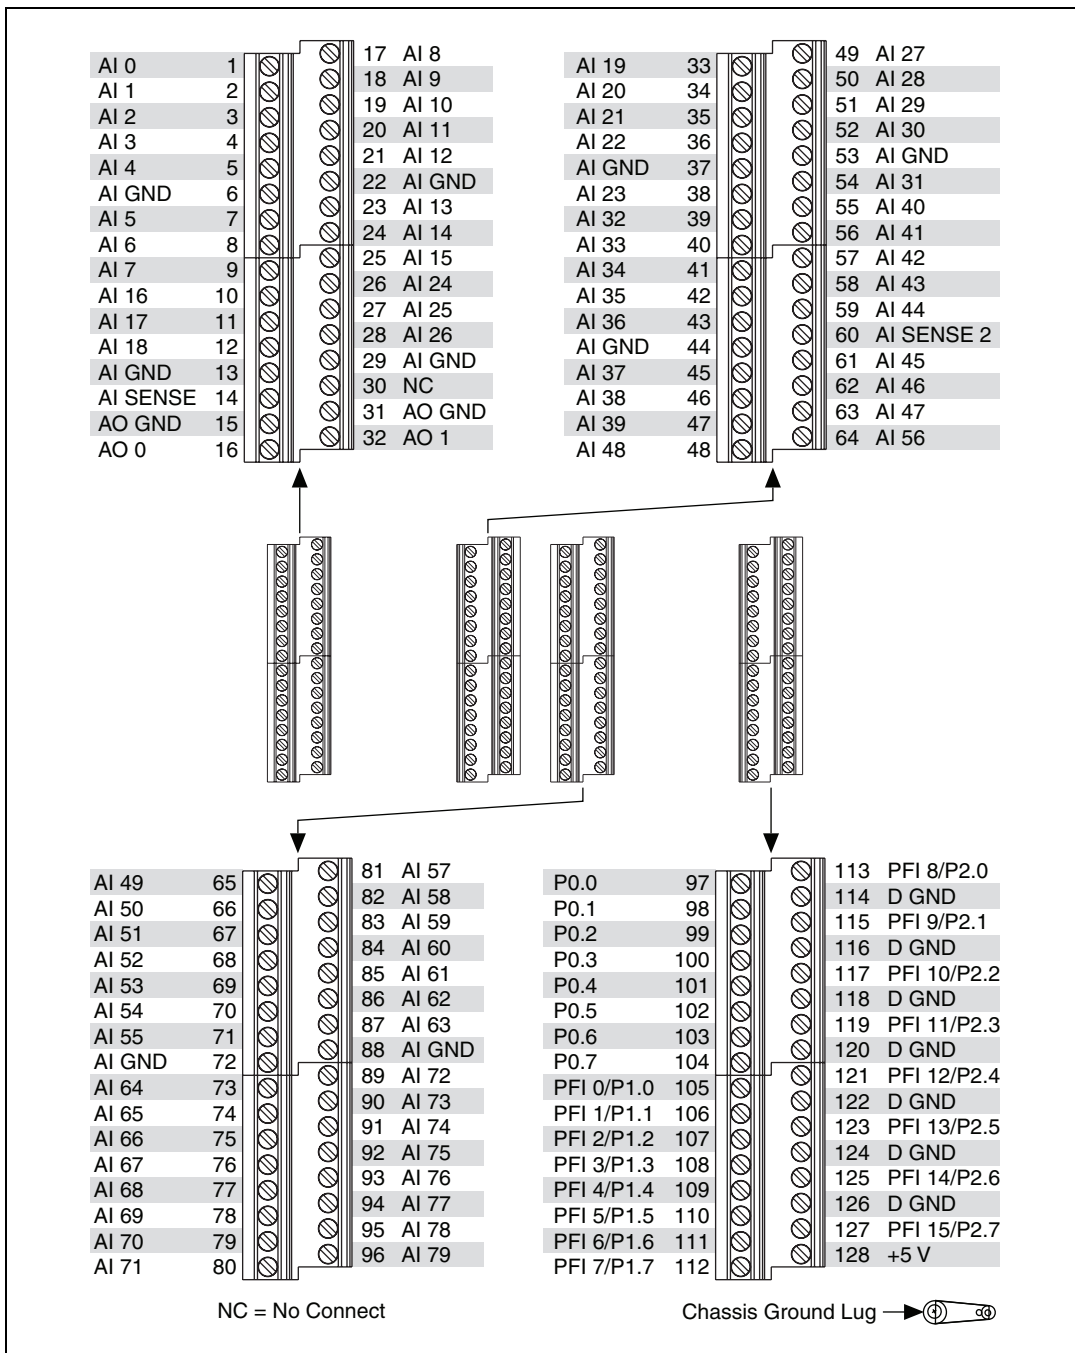 AI 0 1
AI 1 2
AI 2 3
AI 3 4
AI 4 5
AI GND 6
AI 5 7
AI 6 8
AI 7 9
AI 16 10
AI 17 11
AI 18 12
AI GND 13
AI SENSE 14
AO GND 15
AO 0 16
17 AI 8
18 AI 9
19 AI 10
20 AI 11
21 AI 12
22 AI GND
23 AI 13
24 AI 14
25 AI 15
26 AI 24
27 AI 25
28 AI 26
29 AI GND
30 NC
31 AO GND
32 AO 1
AI 19 33
AI 20 34
AI 21 35
AI 22 36
AI GND 37
AI 23 38
AI 32 39
AI 33 40
AI 34 41
AI 35 42
AI 36 43
AI GND 44
AI 37 45
AI 38 46
AI 39 47
AI 48 48
49 AI 27
50 AI 28
51 AI 29
52 AI 30
53 AI GND
54 AI 31
55 AI 40
56 AI 41
57 AI 42
58 AI 43
59 AI 44
60 AI SENSE 2
61 AI 45
62 AI 46
63 AI 47
64 AI 56
AI 49 65
AI 50 66
AI 51 67
AI 52 68
AI 53 69
AI 54 70
AI 55 71
AI GND 72
AI 64 73
AI 65 74
AI 66 75
AI 67 76
AI 68 77
AI 69 78
AI 70 79
AI 71 80
81 AI 57
82 AI 58
83 AI 59
84 AI 60
85 AI 61
86 AI 62
87 AI 63
88 AI GND
89 AI 72
90 AI 73
91 AI 74
92 AI 75
93 AI 76
94 AI 77
95 AI 78
96 AI 79
P0.0 97
P0.1 98
P0.2 99
P0.3 100
P0.4 101
P0.5 102
P0.6 103
P0.7 104
PFI 0/P1.0 105
PFI 1/P1.1 106
PFI 2/P1.2 107
PFI 3/P1.3 108
PFI 4/P1.4 109
PFI 5/P1.5 110
PFI 6/P1.6 111
PFI 7/P1.7 112
113 PFI 8/P2.0
114 D GND
115 PFI 9/P2.1
116 D GND
117 PFI 10/P2.2
118 D GND
119 PFI 11/P2.3
120 D GND
121 PFI 12/P2.4
122 D GND
123 PFI 13/P2.5
124 D GND
125 PFI 14/P2.6
126 D GND
127 PFI 15/P2.7
128 +5 V
NC = No Connect
Chassis Ground Lug